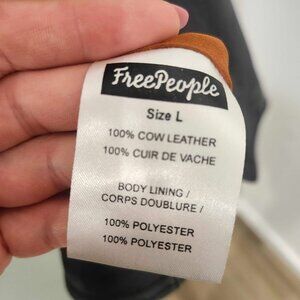 FreePeople
Size L
100% COW LEATHER
100% CUIR DE VACHE
BODY LINING /
CORPS DOUBLURE /
100% POLYESTER
100% POLYESTER